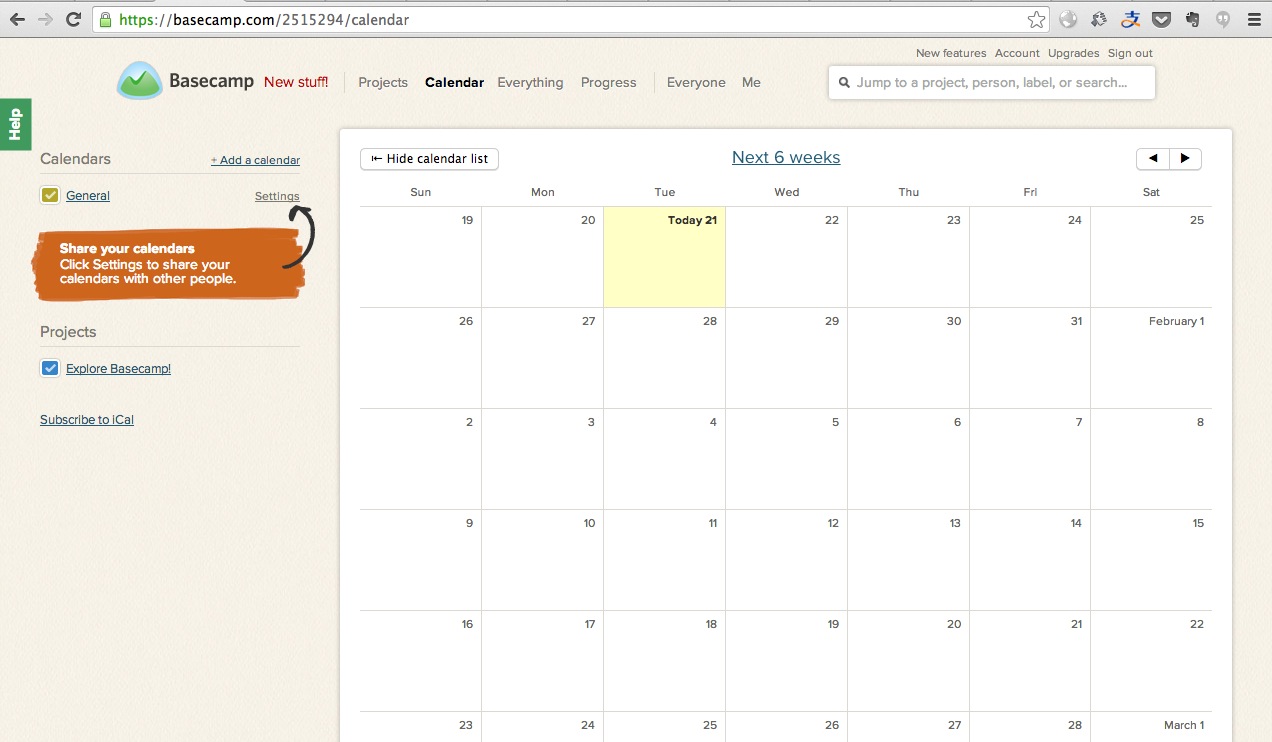 https://basecamp.com/2515294/calendar
New features Account Upgrades Sign out
Basecamp New stuff! Projects Calendar Everything Progress Everyone Me
Jump to a project, person, label, or search...
Help
Calendars + Add a calendar
General Settings
Share your calendars
Click Settings to share your
calendars with other people.
Projects
Explore Basecamp!
Subscribe to iCal
⇤ Hide calendar list Next 6 weeks
Sun Mon Tue Wed Thu Fri Sat
19 20 Today 21 22 23 24 25
26 27 28 29 30 31 February 1
2 3 4 5 6 7 8
9 10 11 12 13 14 15
16 17 18 19 20 21 22
23 24 25 26 27 28 March 1